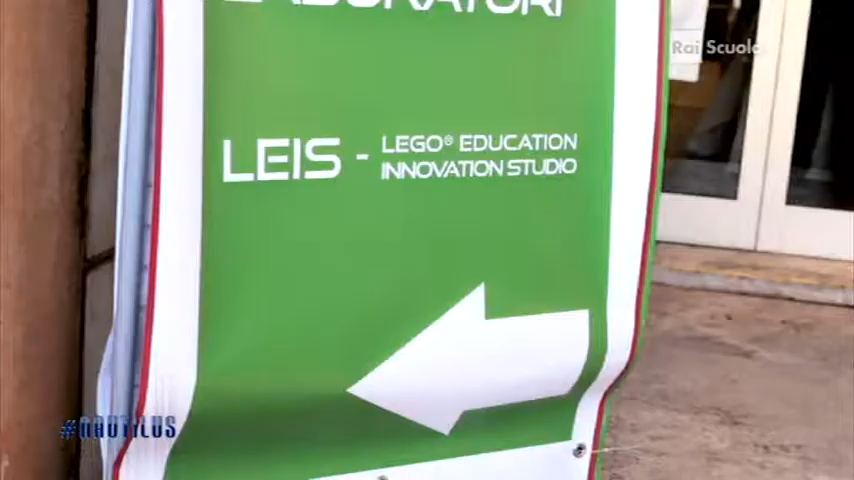 LABORATORI
Rai Scuola
LEIS - LEGO® EDUCATION
INNOVATION STUDIO
#NAUTILUS